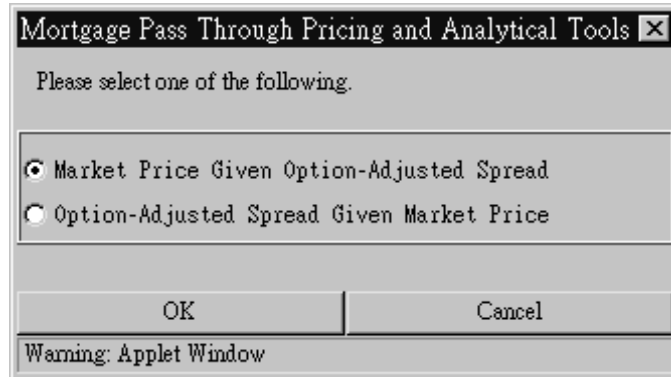 Mortgage Pass Through Pricing and Analytical Tools
Please select one of the following.
Market Price Given Option-Adjusted Spread
Option-Adjusted Spread Given Market Price
OK
Cancel
Warning: Applet Window